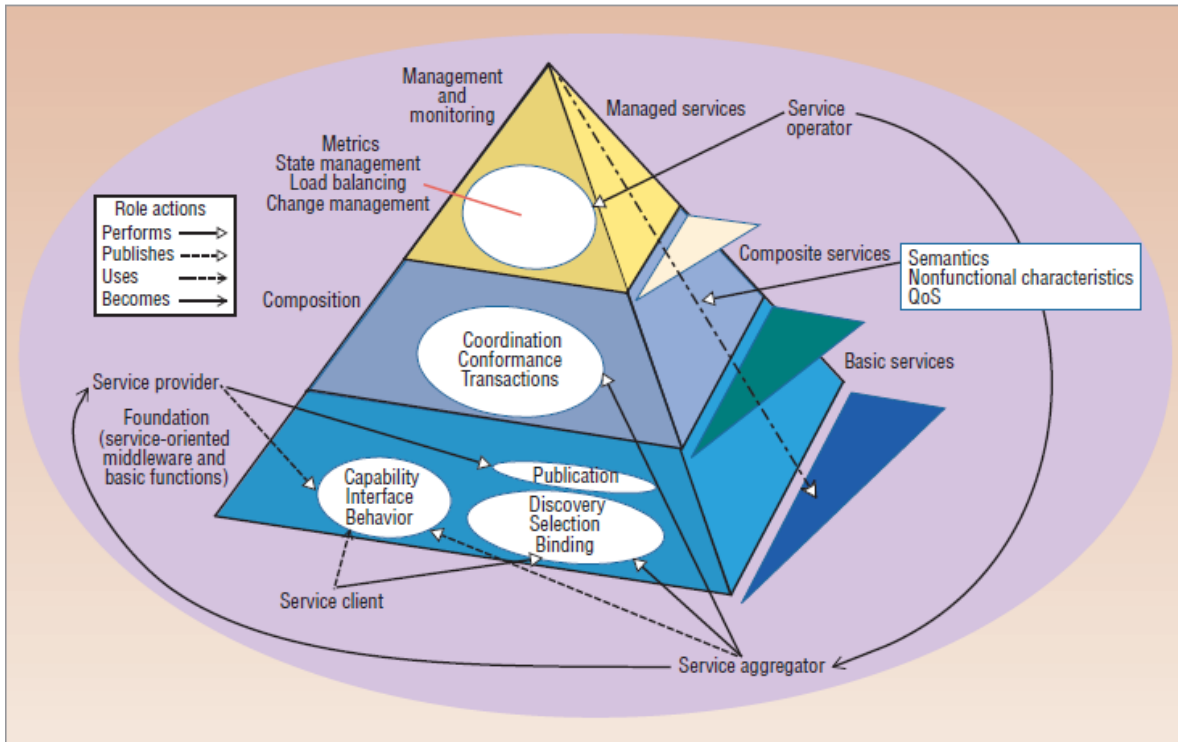 Management
and
monitoring
Managed services
Service
operator
Metrics
State management
Load balancing
Change management
Role actions
Performs
Publishes
Uses
Becomes
Composite services
Semantics
Nonfunctional characteristics
QoS
Composition
Coordination
Conformance
Transactions
Basic services
Service provider
Foundation
(service-oriented
middleware and
basic functions)
Capability
Interface
Behavior
Publication
Discovery
Selection
Binding
Service client
Service aggregator